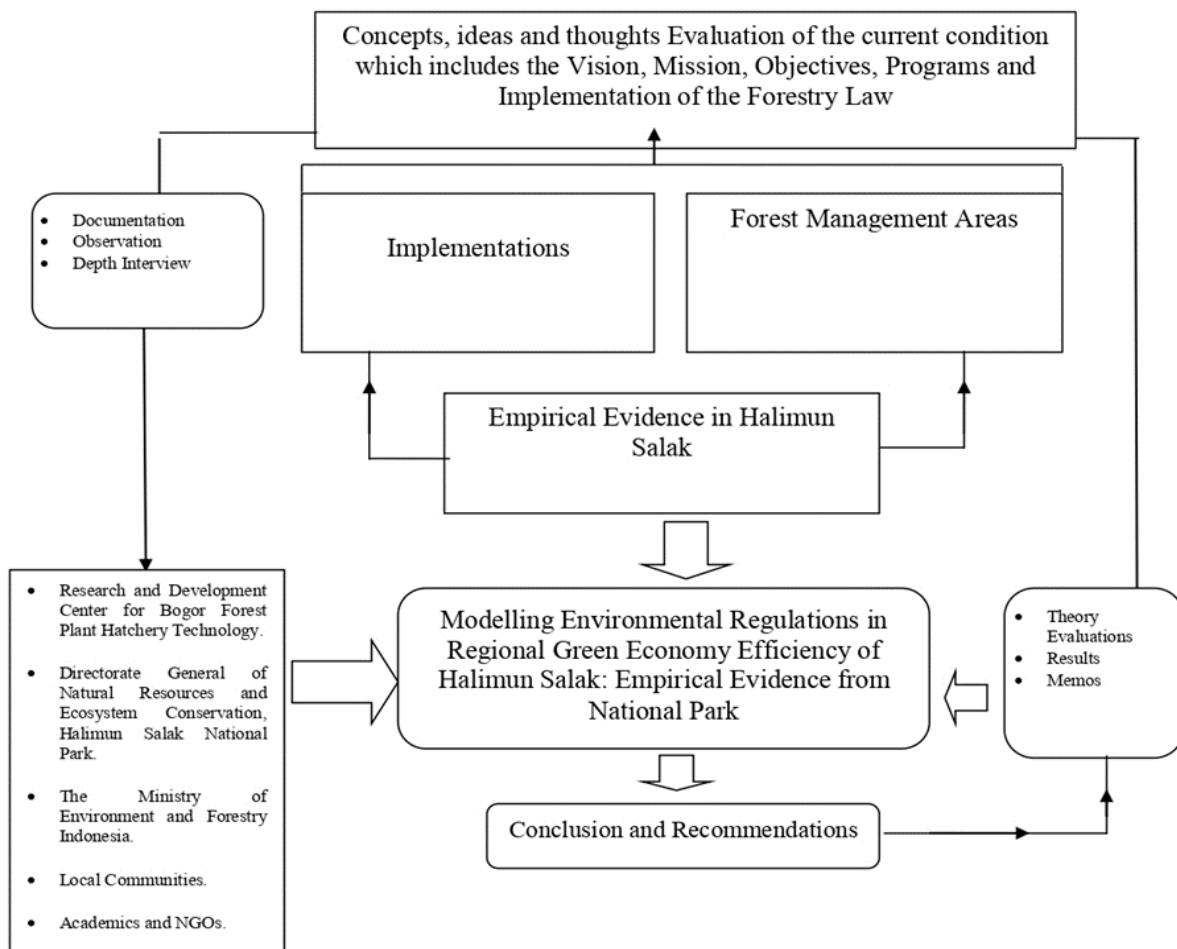 Concepts, ideas and thoughts Evaluation of the current condition
which includes the Vision, Mission, Objectives, Programs and
Implementation of the Forestry Law
• Documentation
• Observation
• Depth Interview
Implementations
Forest Management Areas
Empirical Evidence in Halimun
Salak
• Research and Development
Center for Bogor Forest
Plant Hatchery Technology.
• Directorate General of
Natural Resources and
Ecosystem Conservation,
Halimun Salak National
Park.
• The Ministry of
Environment and Forestry
Indonesia.
• Local Communities.
• Academics and NGOs.
Modelling Environmental Regulations in
Regional Green Economy Efficiency of
Halimun Salak: Empirical Evidence from
National Park
• Theory
Evaluations
• Results
• Memos
Conclusion and Recommendations